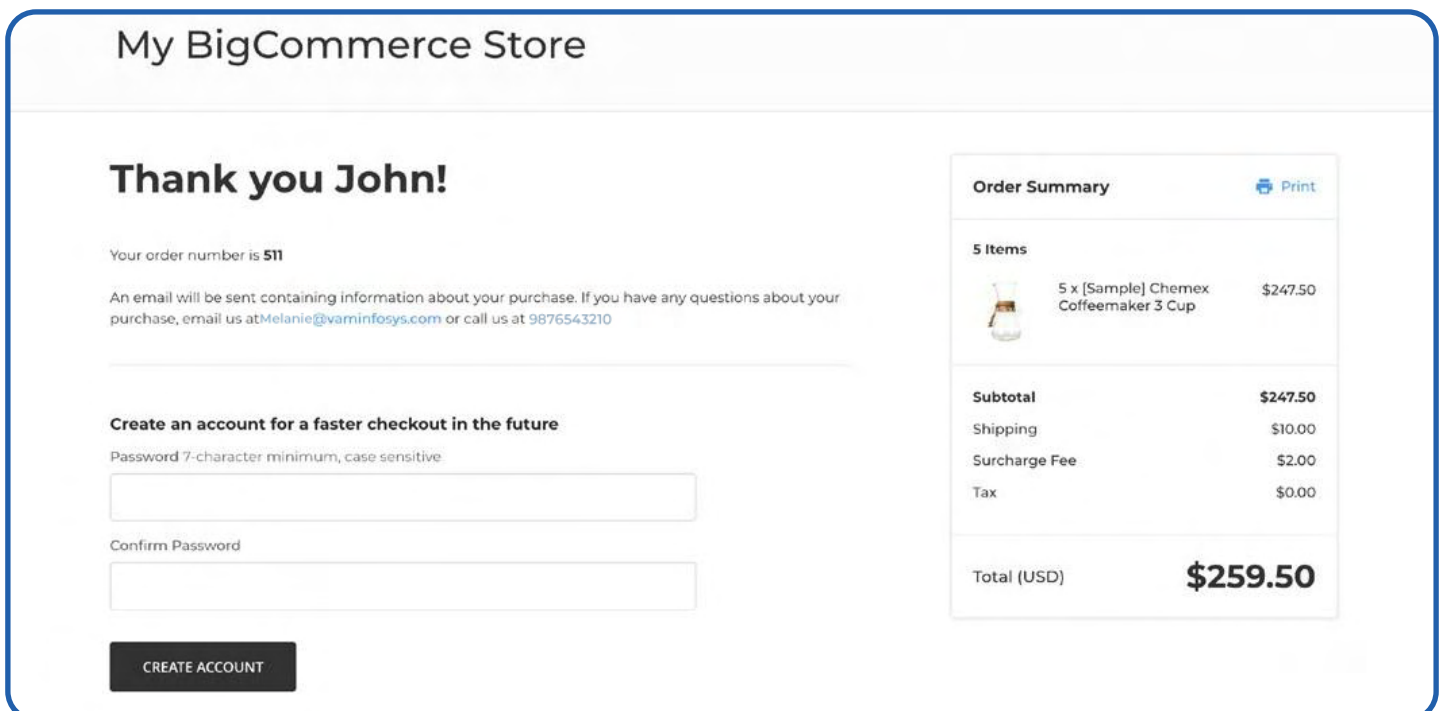 My BigCommerce Store
Thank you John!
Your order number is 511
An email will be sent containing information about your purchase. If you have any questions about your
purchase, email us atMelanie@vaminfosys.com or call us at 9876543210
Create an account for a faster checkout in the future
Password 7-character minimum, case sensitive
Confirm Password
CREATE ACCOUNT
Order Summary Print
5 Items
5 x [Sample] Chemex $247.50
Coffeemaker 3 Cup
Subtotal $247.50
Shipping $10.00
Surcharge Fee $2.00
Tax $0.00
Total (USD) $259.50